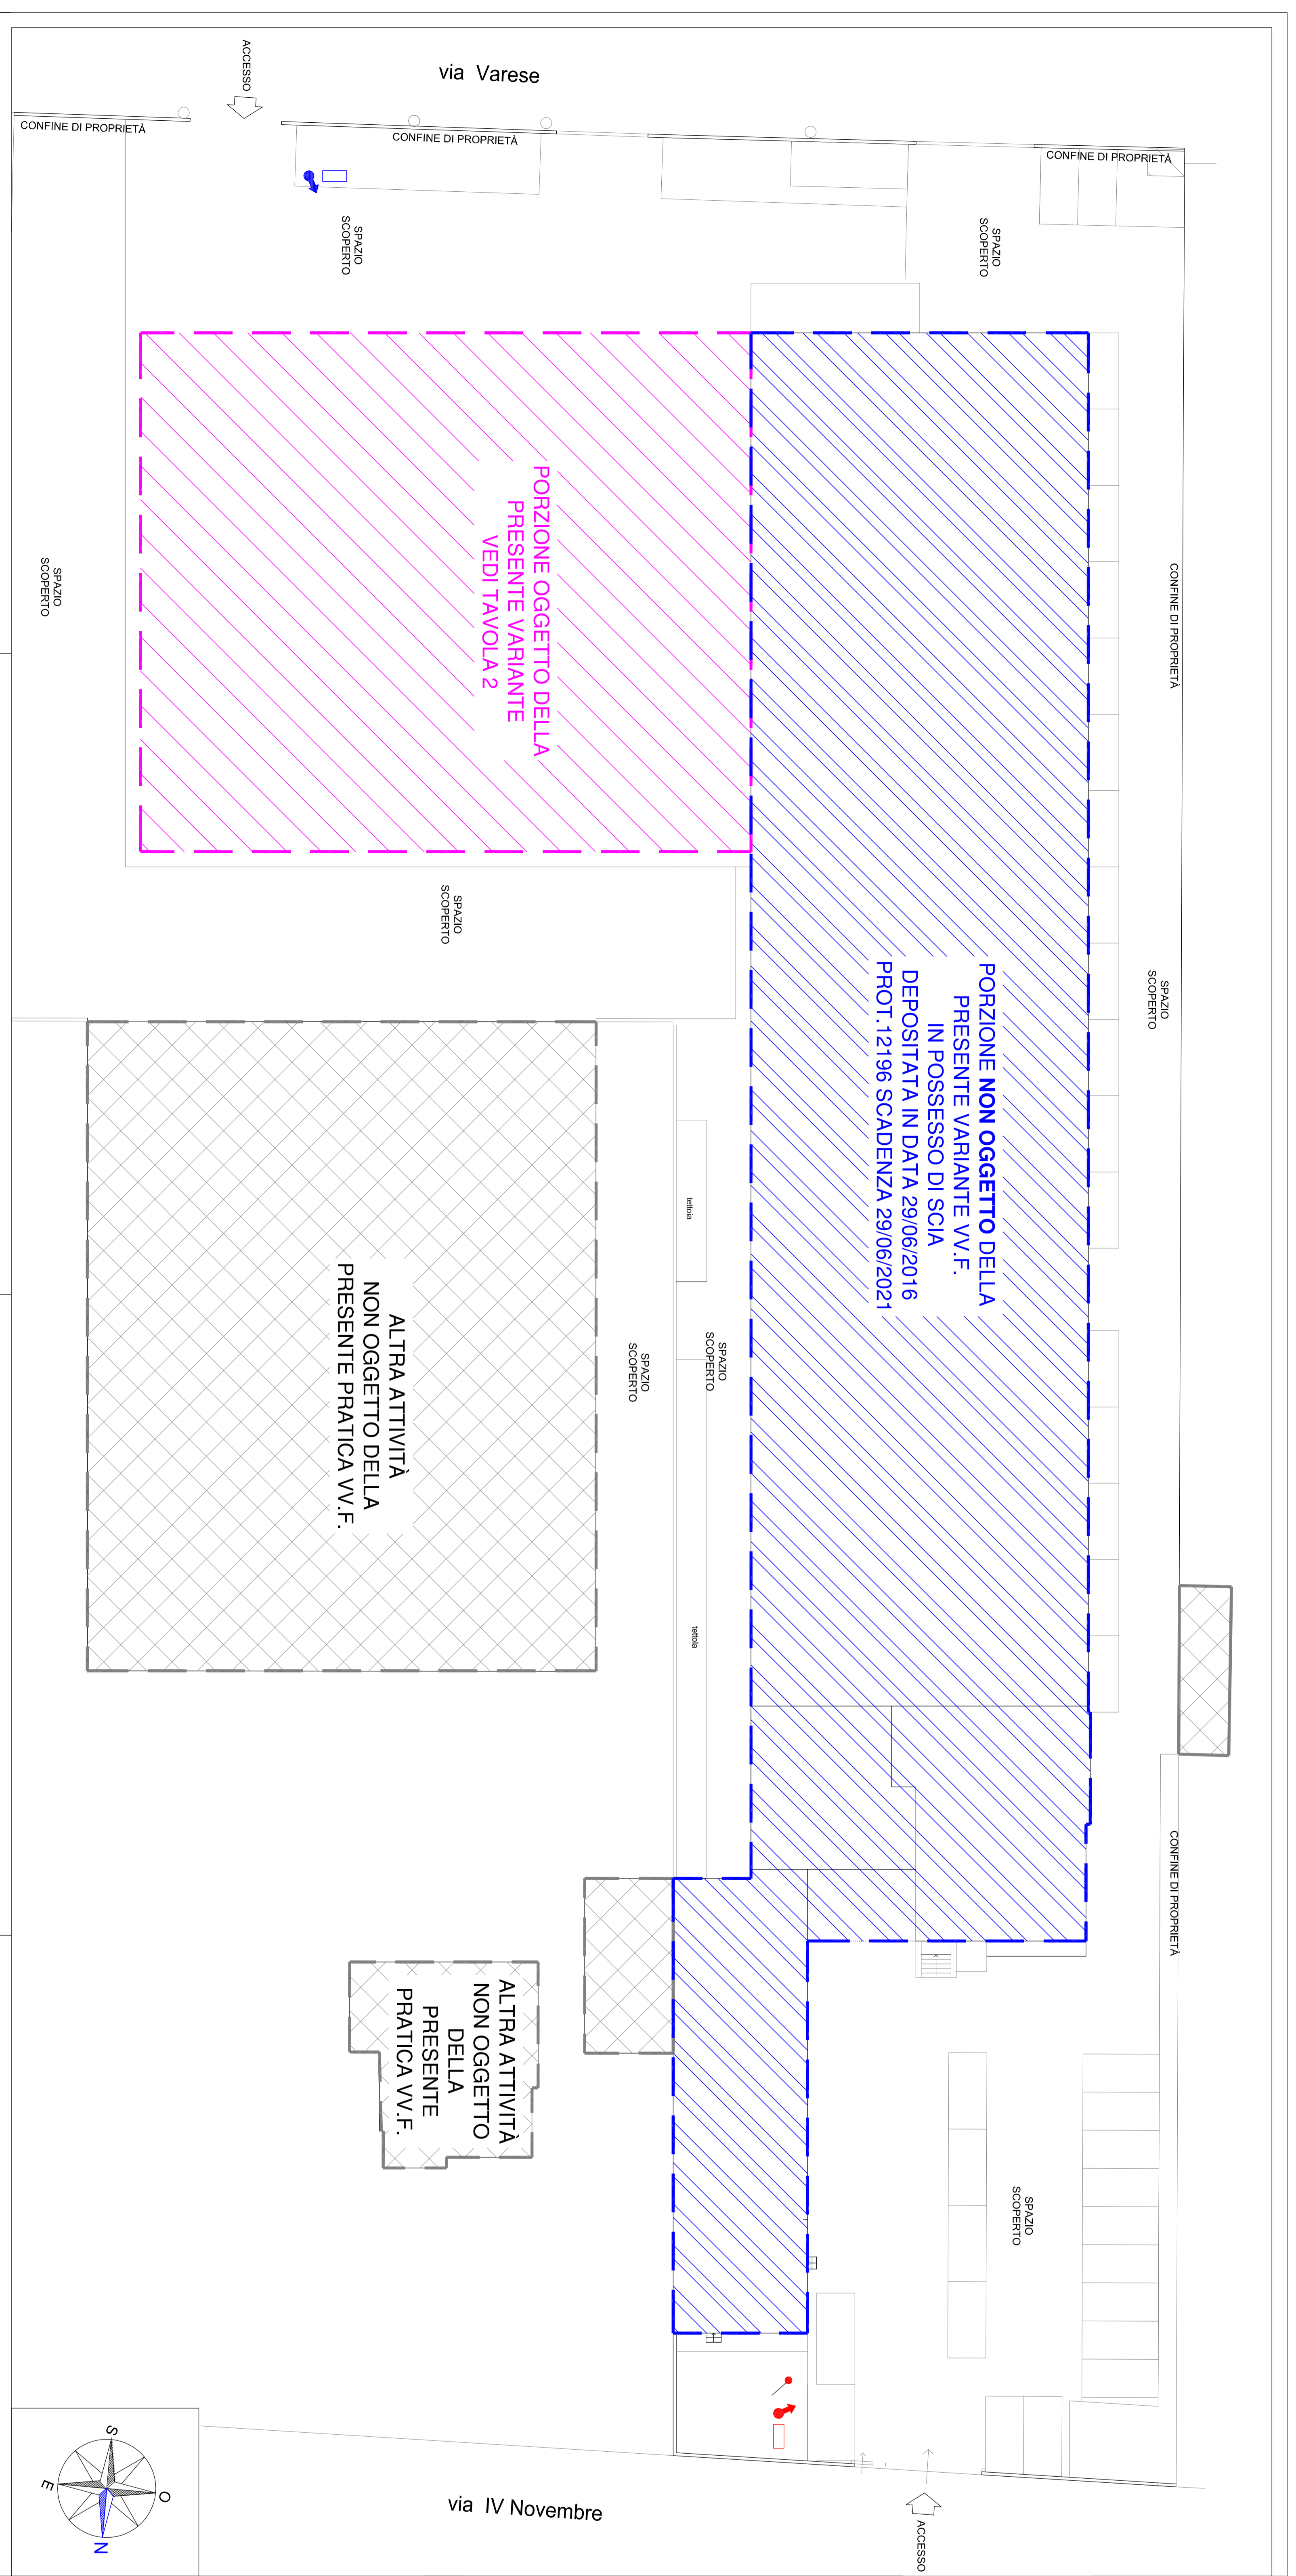 via Varese
ACCESSO
CONFINE DI PROPRIETÀ
CONFINE DI PROPRIETÀ
CONFINE DI PROPRIETÀ
SPAZIO
SCOPERTO
SPAZIO
SCOPERTO
CONFINE DI PROPRIETÀ
PORZIONE OGGETTO DELLA
PRESENTE VARIANTE
VEDI TAVOLA 2
SPAZIO
SCOPERTO
SPAZIO
SCOPERTO
SPAZIO
SCOPERTO
PORZIONE NON OGGETTO DELLA
PRESENTE VARIANTE VV.F.
IN POSSESSO DI SCIA
DEPOSITATA IN DATA 29/06/2016
PROT.12196 SCADENZA 29/06/2021
tettoia
SPAZIO
SCOPERTO
SPAZIO
SCOPERTO
ALTRA ATTIVITÀ
NON OGGETTO DELLA
PRESENTE PRATICA VV.F.
tettoia
CONFINE DI PROPRIETÀ
ALTRA ATTIVITÀ
NON OGGETTO
DELLA
PRESENTE
PRATICA VV.F.
SPAZIO
SCOPERTO
via IV Novembre
ACCESSO
S
O
E
N